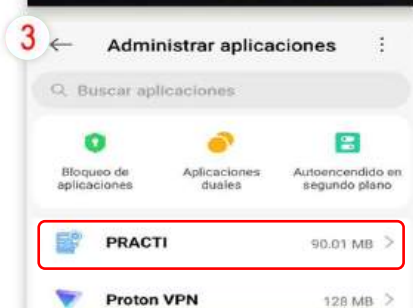 3
Administrar aplicaciones
Buscar aplicaciones
Bloqueo de aplicaciones
Aplicaciones duales
Autoencendido en segundo plano
PRACTI 90.01 MB
Proton VPN 128 MB